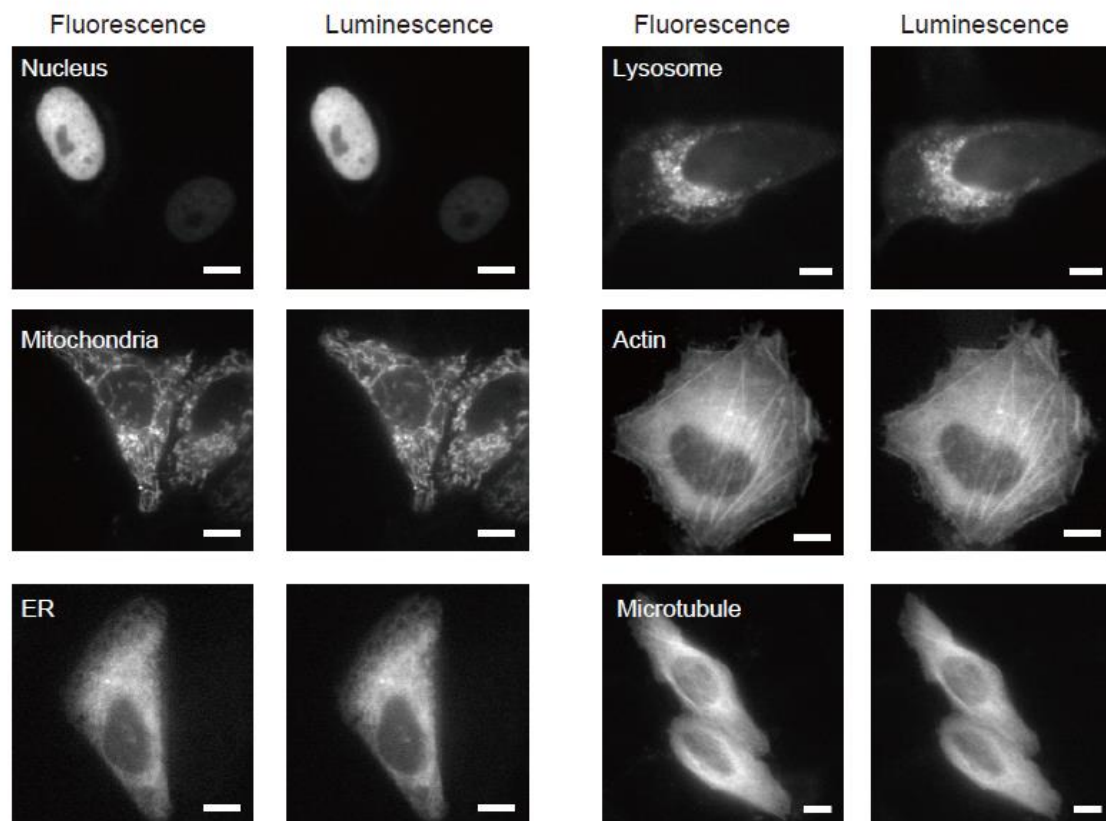 Fluorescence Luminescence Fluorescence Luminescence
Nucleus Lysosome
Mitochondria Actin
ER Microtubule